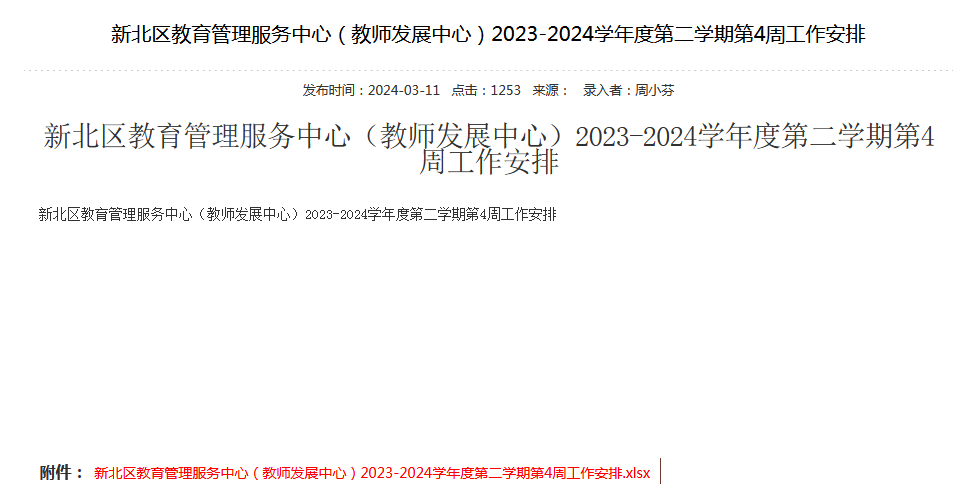 新北区教育管理服务中心（教师发展中心）2023-2024学年度第二学期第4周工作安排
发布时间：2024-03-11 点击：1253 来源： 录入者：周小芬
新北区教育管理服务中心（教师发展中心）2023-2024学年度第二学期第4
周工作安排
新北区教育管理服务中心（教师发展中心）2023-2024学年度第二学期第4周工作安排
附件： 新北区教育管理服务中心（教师发展中心）2023-2024学年度第二学期第4周工作安排.xlsx